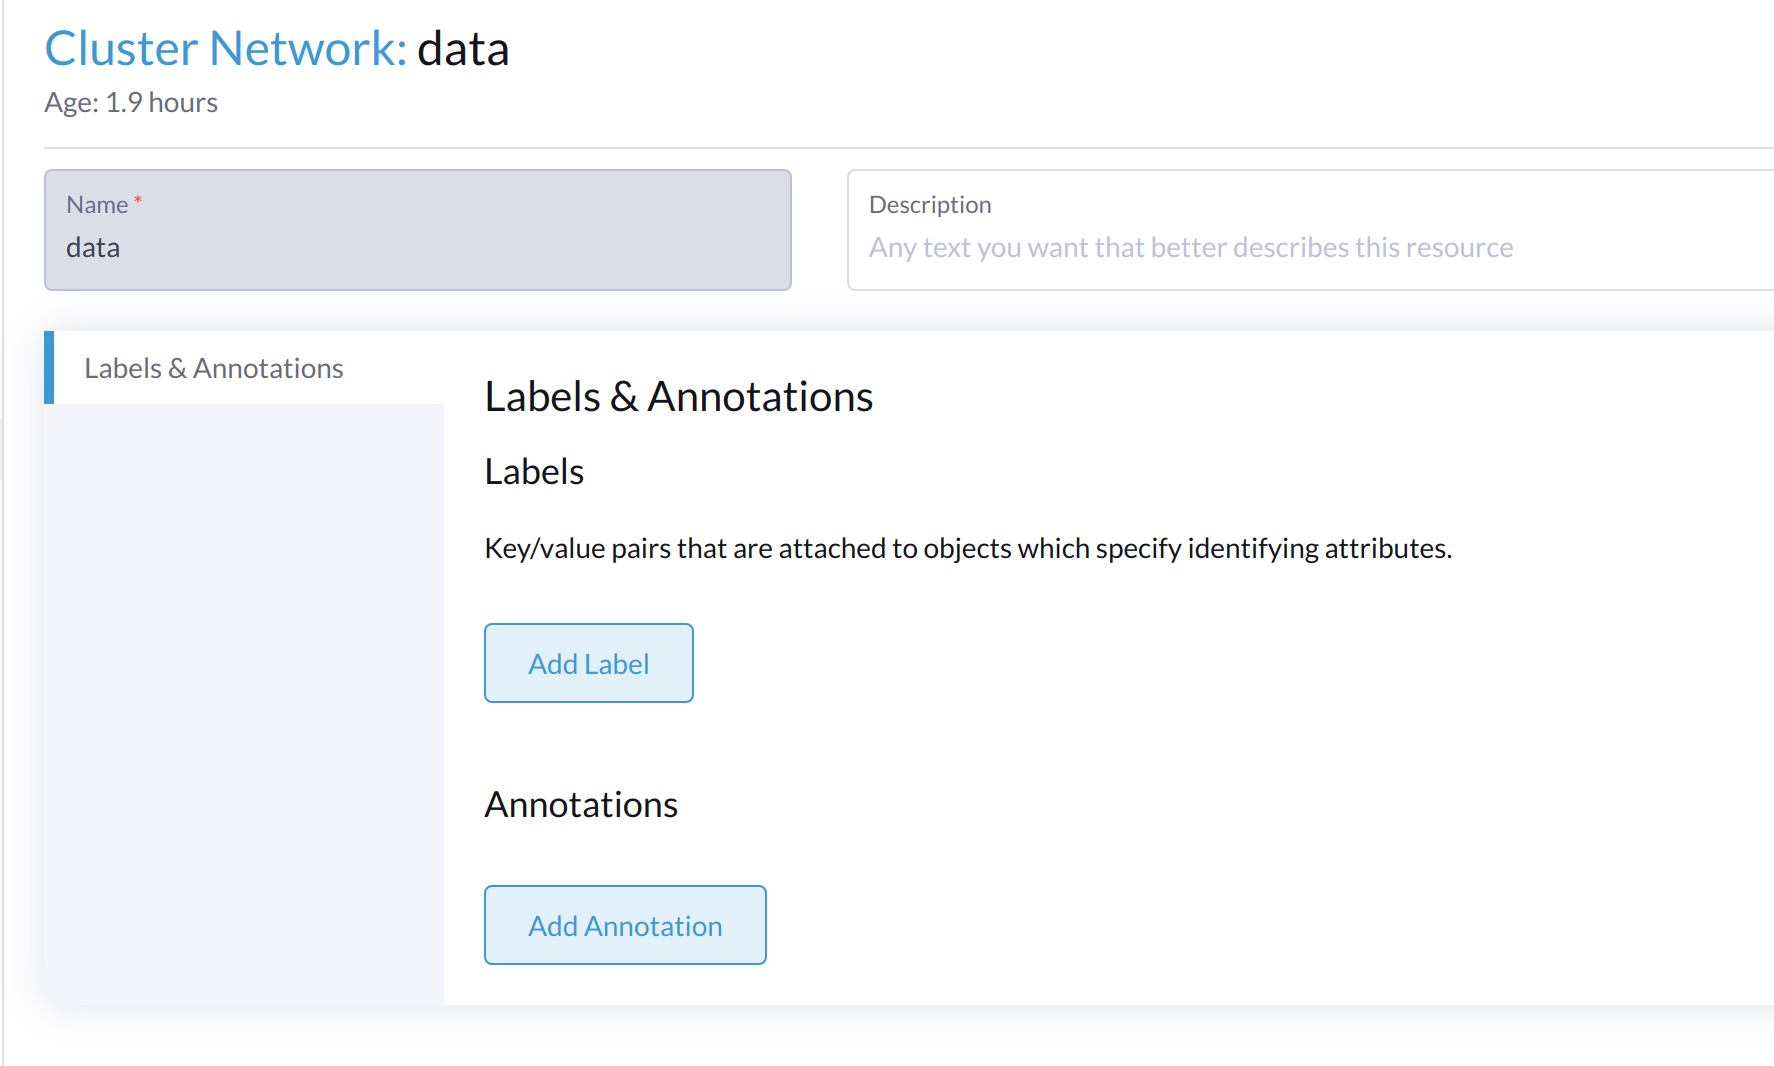 Cluster Network: data
Age: 1.9 hours
Name *
data
Description
Any text you want that better describes this resource
Labels & Annotations
Labels & Annotations
Labels
Key/value pairs that are attached to objects which specify identifying attributes.
Add Label
Annotations
Add Annotation